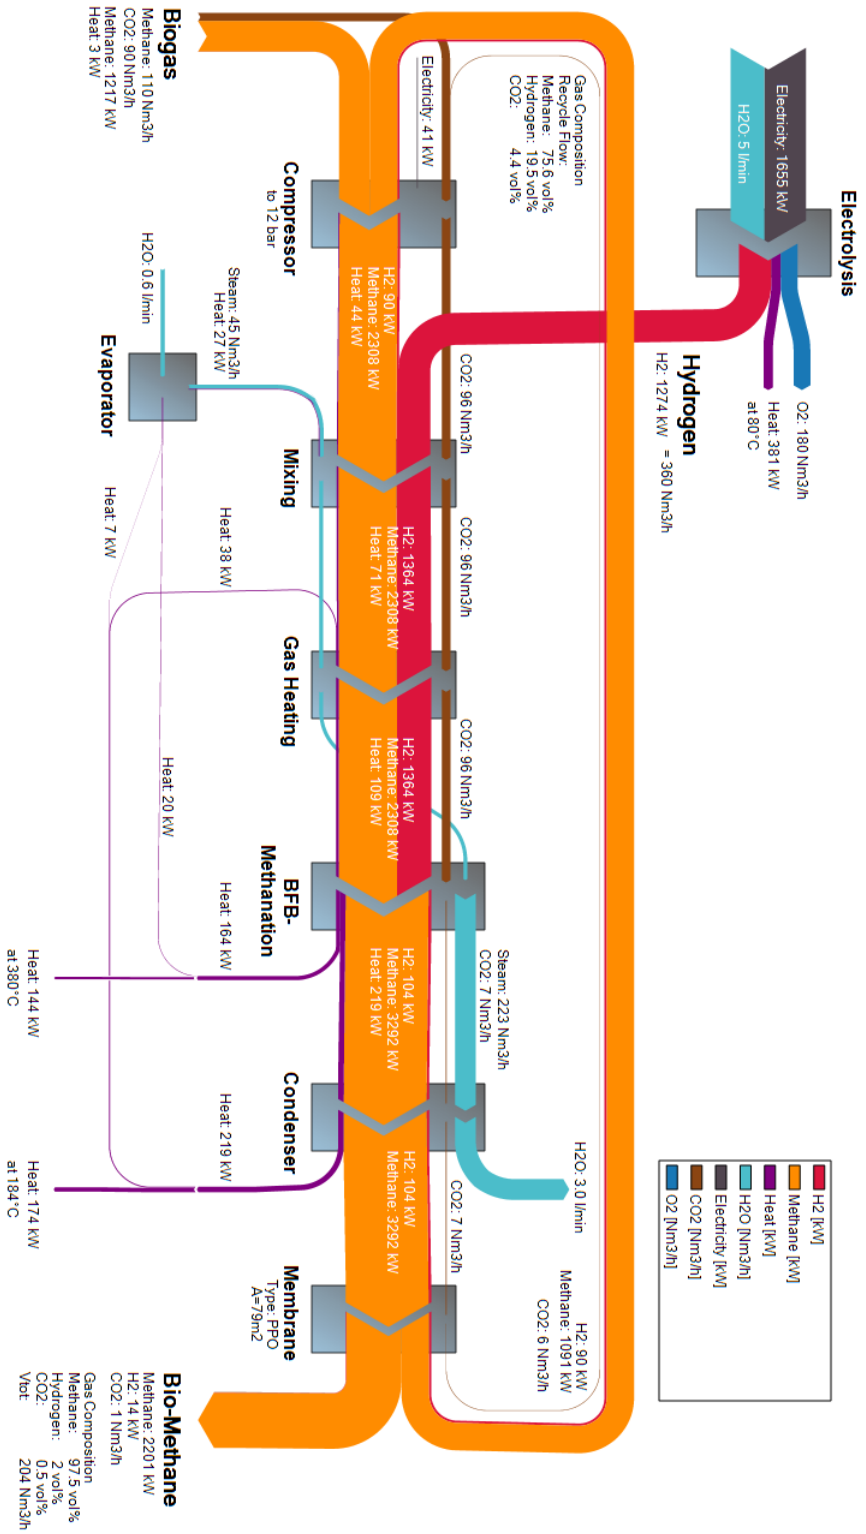 Electrolysis
Electricity: 1655 kW
H2O: 5 l/min
O2: 180 Nm3/h
Heat: 381 kW
at 80°C
Hydrogen
H2: 1274 kW = 360 Nm3/h
H2 [kW]
Methane [kW]
Heat [kW]
H2O [Nm3/h]
Electricity [kW]
CO2 [Nm3/h]
O2 [Nm3/h]
Gas Composition
Recycle Flow:
Methane: 75.6 vol%
Hydrogen: 19.5 vol%
CO2: 4.4 vol%
H2: 90 kW
Methane: 1091 kW
CO2: 6 Nm3/h
H2O: 3.0 l/min
Steam: 223 Nm3/h
CO2: 7 Nm3/h
CO2: 96 Nm3/h
CO2: 96 Nm3/h
CO2: 96 Nm3/h
CO2: 7 Nm3/h
Electricity: 41 kW
H2: 90 kW
Methane: 2308 kW
Heat: 44 kW
H2: 1364 kW
Methane: 2308 kW
Heat: 71 kW
H2: 1364 kW
Methane: 2308 kW
Heat: 109 kW
H2: 104 kW
Methane: 3292 kW
Heat: 219 kW
H2: 104 kW
Methane: 3292 kW
Compressor
to 12 bar
Mixing
Gas Heating
BFB-
Methanation
Condenser
Membrane
Type: PPO
A=79m2
Steam: 45 Nm3/h
Heat: 27 kW
Heat: 38 kW
Heat: 164 kW
Heat: 219 kW
Biogas
Methane: 110 Nm3/h
CO2: 90 Nm3/h
Methane: 1217 kW
Heat: 3 kW
H2O: 0.6 l/min
Evaporator
Heat: 20 kW
Heat: 7 kW
Heat: 144 kW
at 380°C
Heat: 174 kW
at 184°C
Bio-Methane
Methane: 2201 kW
H2: 14 kW
CO2: 1 Nm3/h
Gas Composition
Methane: 97.5 vol%
Hydrogen: 2 vol%
CO2: 0.5 vol%
Vtot: 204 Nm3/h